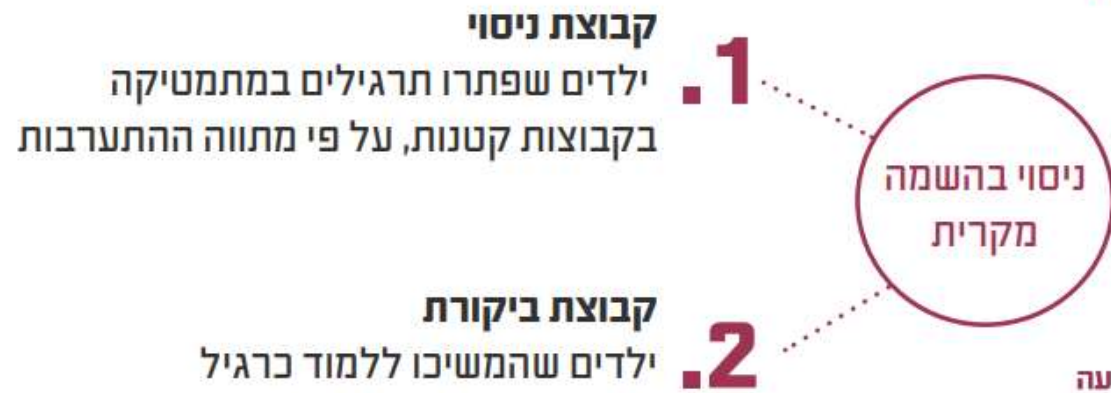 ניסוי בהשמה
מקרית
1.
קבוצת ניסוי
ילדים שפתרו תרגילים במתמטיקה
בקבוצות קטנות, על פי מתווה ההתערבות
2.
קבוצת ביקורת
ילדים שהמשיכו ללמוד כרגיל